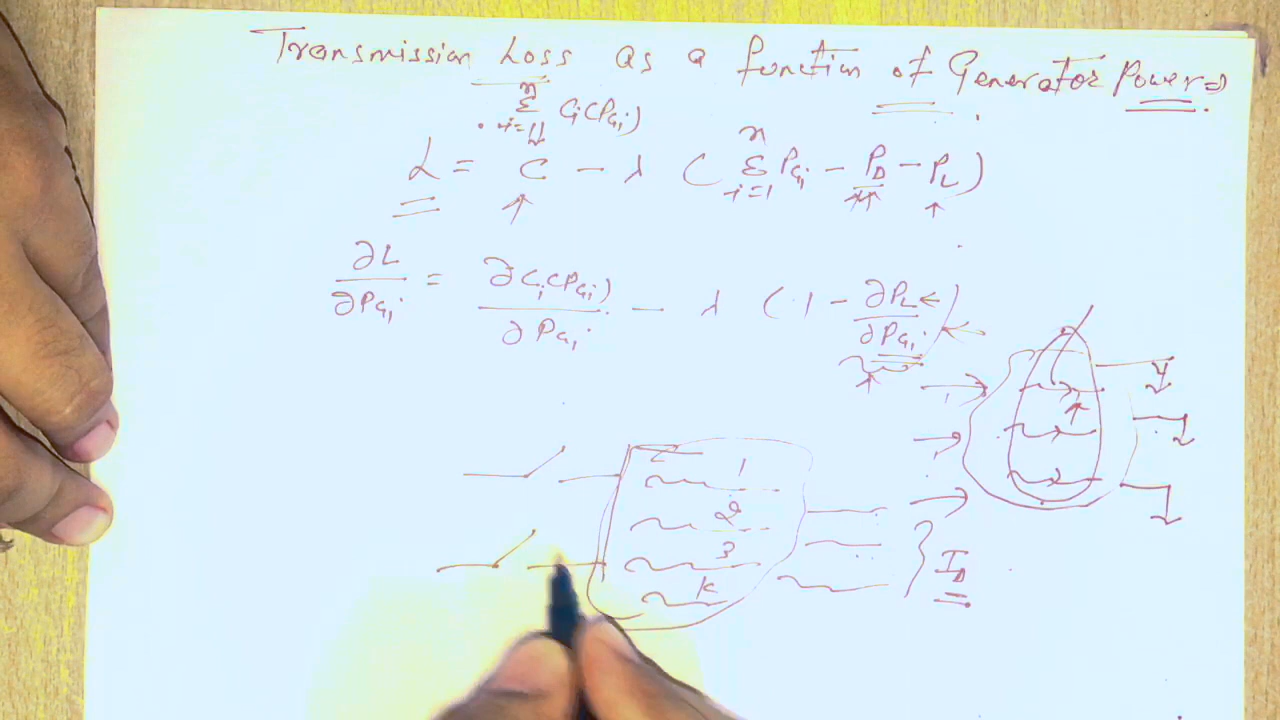 Transmission Loss as a function of Generator Power⇒
n
Σ Ci(PGi)
i=1
n
L = C - λ ( Σ PGi - PD - PL )
i=1
∂L / ∂PGi = ∂Ci(PGi) / ∂PGi - λ ( 1 - ∂PL / ∂PGi )
1
2
3
K
ID